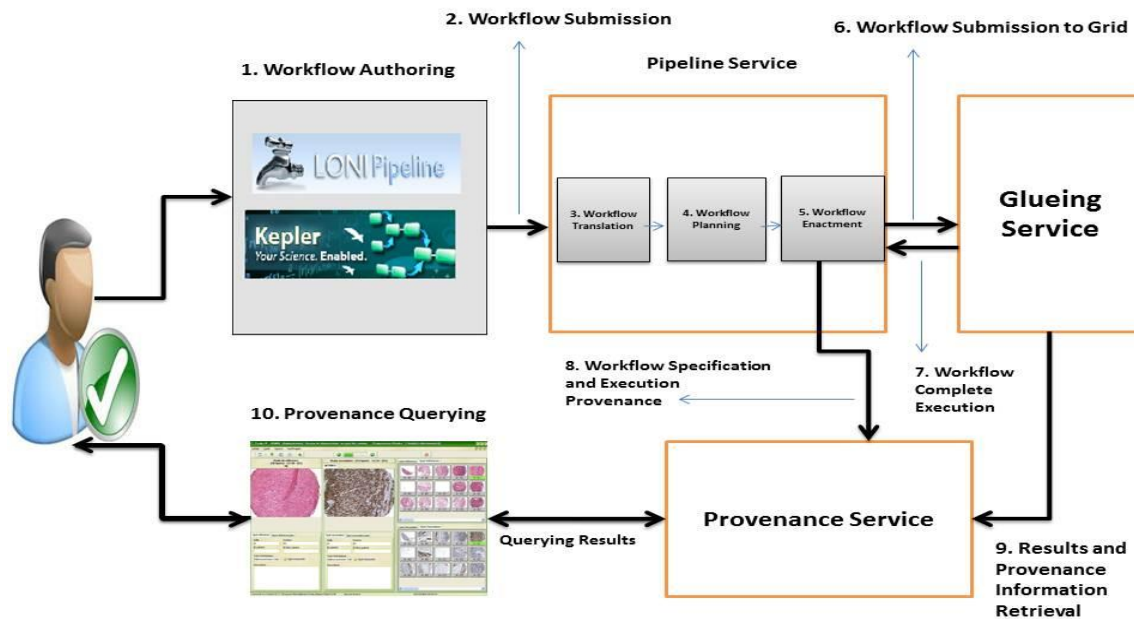 2. Workflow Submission
6. Workflow Submission to Grid
1. Workflow Authoring
Pipeline Service
LONI Pipeline
Kepler
Your Science. Enabled.
3. Workflow
Translation
4. Workflow
Planning
5. Workflow
Enactment
Glueing
Service
8. Workflow Specification
and Execution
Provenance
7. Workflow
Complete
Execution
10. Provenance Querying
Querying Results
Provenance Service
9. Results and
Provenance
Information
Retrieval